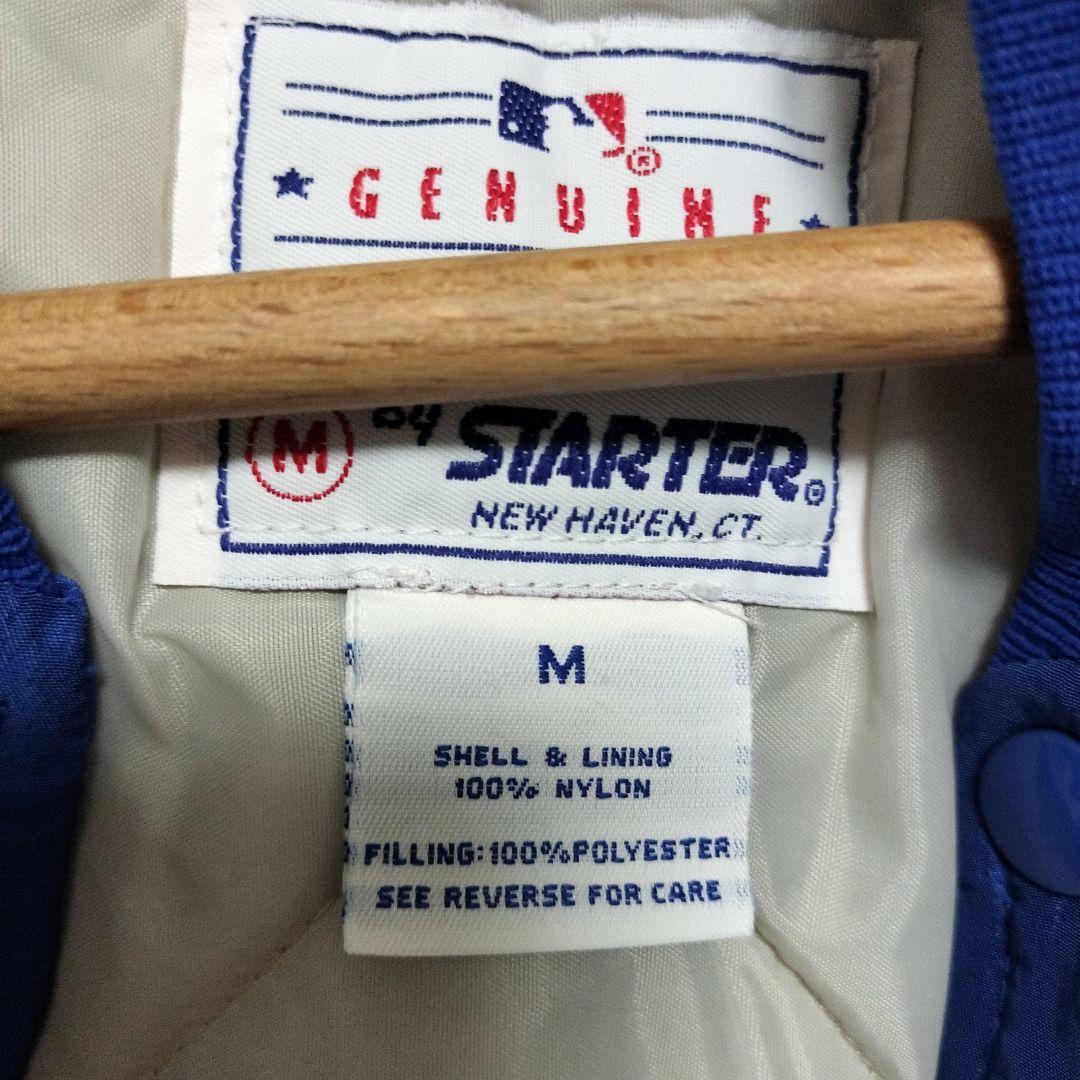 ®
GENUINE
M BY STARTER®
NEW HAVEN, CT.
M
SHELL & LINING
100% NYLON
FILLING:100%POLYESTER
SEE REVERSE FOR CARE